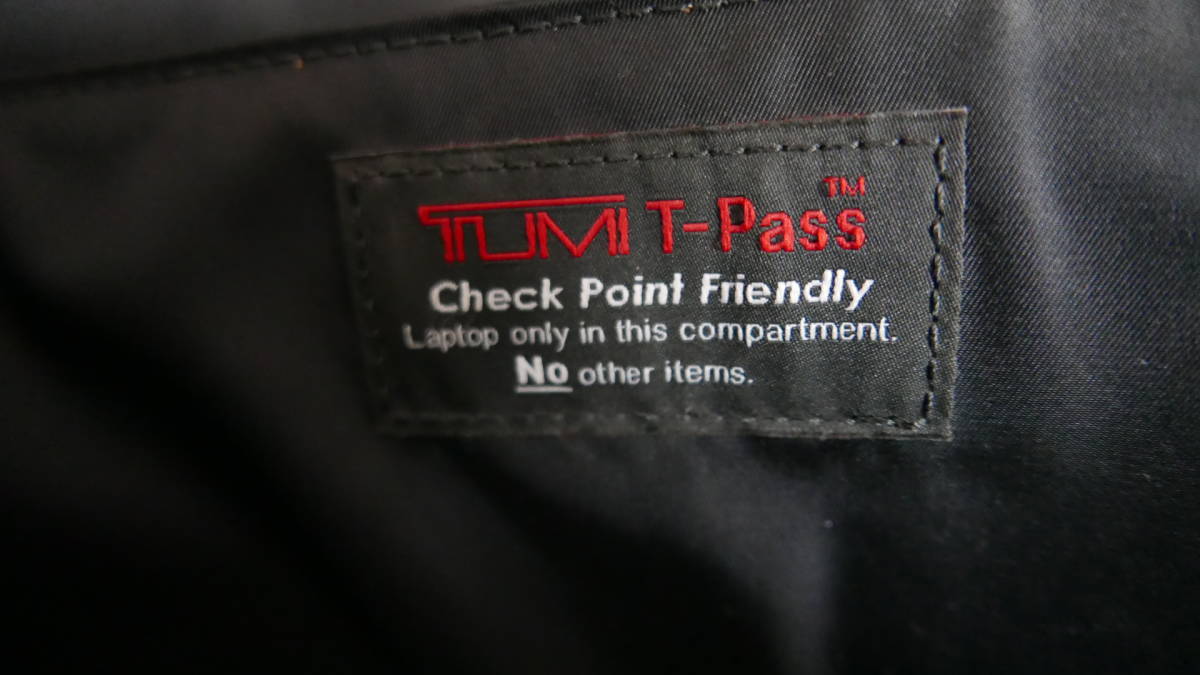 TUMI T-Pass™
Check Point Friendly
Laptop only in this compartment.
No other items.